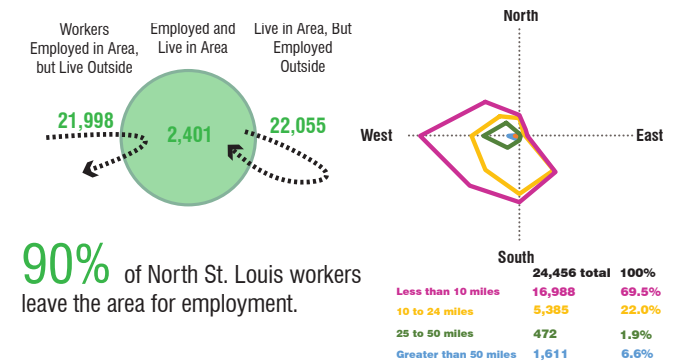 Workers
Employed in Area,
but Live Outside
Employed and
Live in Area
Live in Area, But
Employed
Outside
21,998
2,401
22,055
90% of North St. Louis workers
leave the area for employment.
North
West
East
South
24,456 total 100%
Less than 10 miles 16,988 69.5%
10 to 24 miles 5,385 22.0%
25 to 50 miles 472 1.9%
Greater than 50 miles 1,611 6.6%